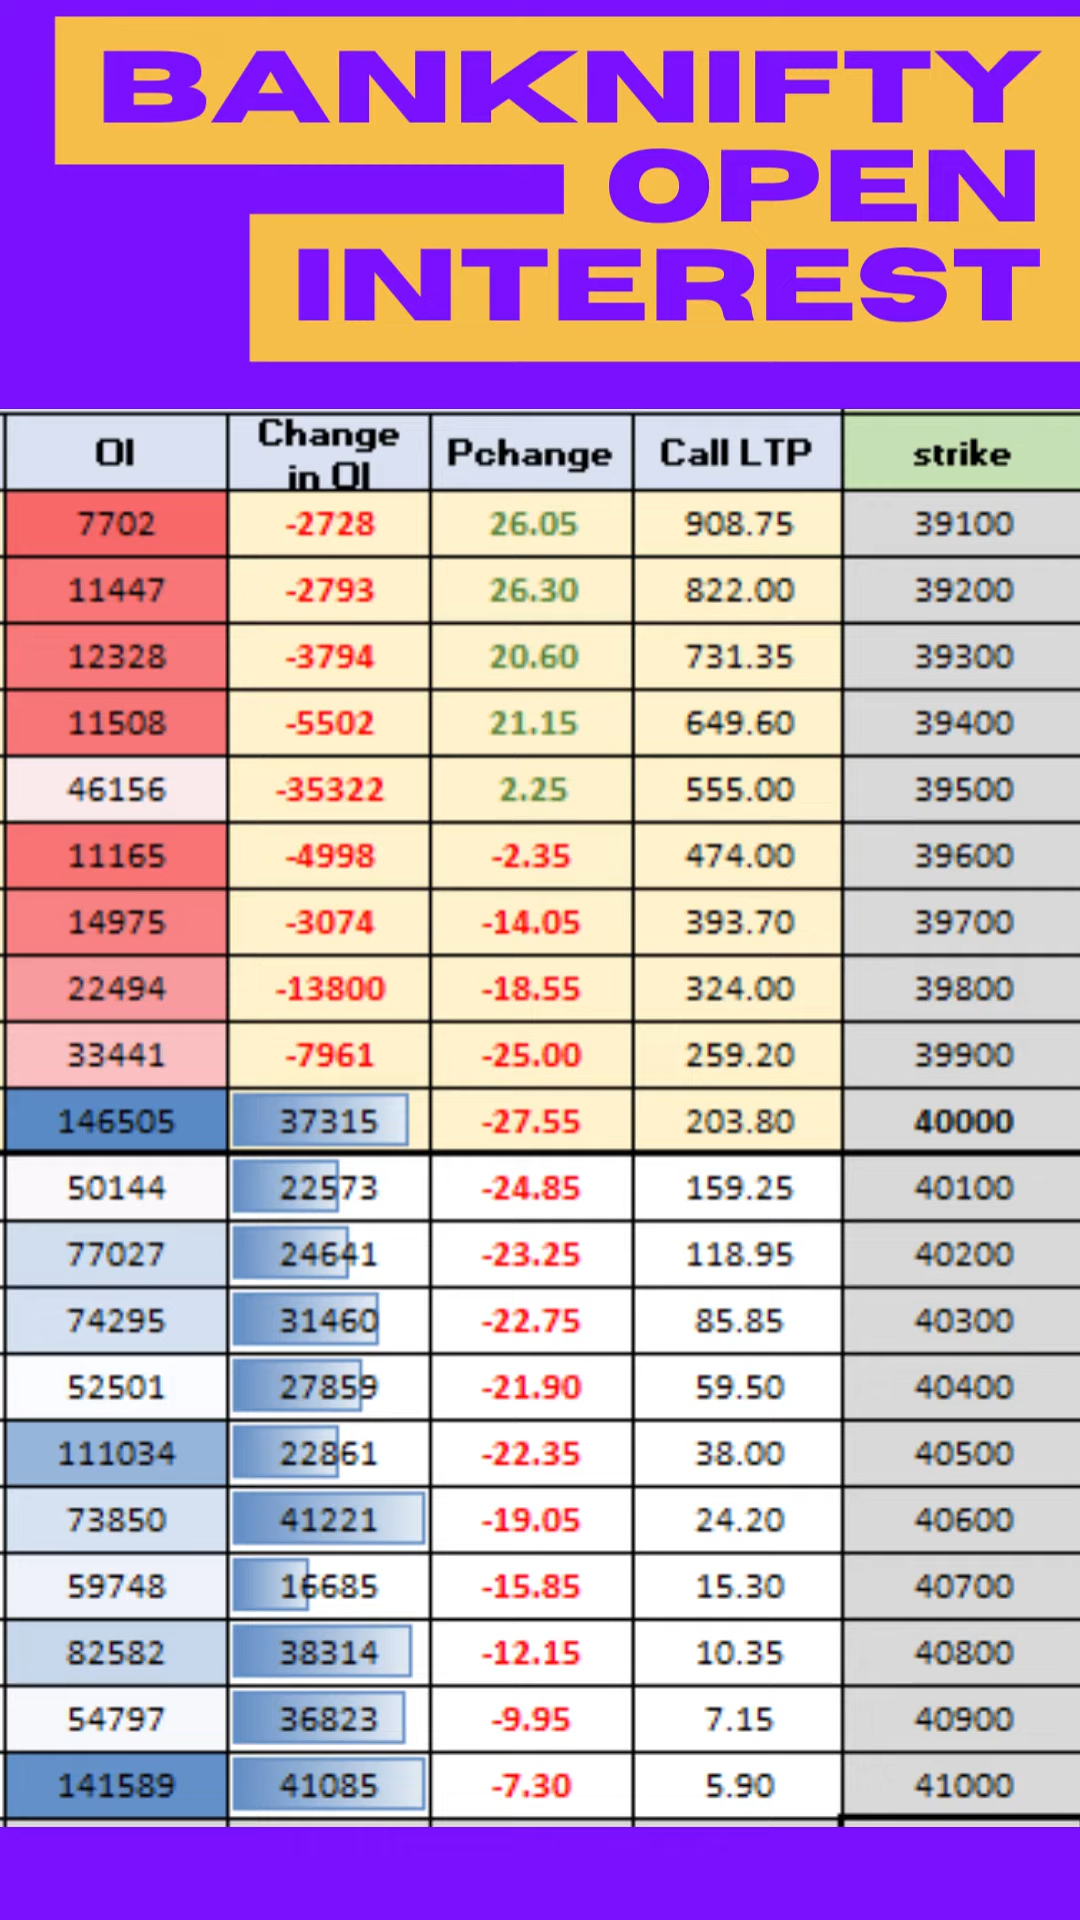 BANKNIFTY
OPEN
INTEREST
OI Change in OI Pchange Call LTP strike
7702 -2728 26.05 908.75 39100
11447 -2793 26.30 822.00 39200
12328 -3794 20.60 731.35 39300
11508 -5502 21.15 649.60 39400
46156 -35322 2.25 555.00 39500
11165 -4998 -2.35 474.00 39600
14975 -3074 -14.05 393.70 39700
22494 -13800 -18.55 324.00 39800
33441 -7961 -25.00 259.20 39900
146505 37315 -27.55 203.80 40000
50144 22573 -24.85 159.25 40100
77027 24641 -23.25 118.95 40200
74295 31460 -22.75 85.85 40300
52501 27859 -21.90 59.50 40400
111034 22861 -22.35 38.00 40500
73850 41221 -19.05 24.20 40600
59748 16685 -15.85 15.30 40700
82582 38314 -12.15 10.35 40800
54797 36823 -9.95 7.15 40900
141589 41085 -7.30 5.90 41000